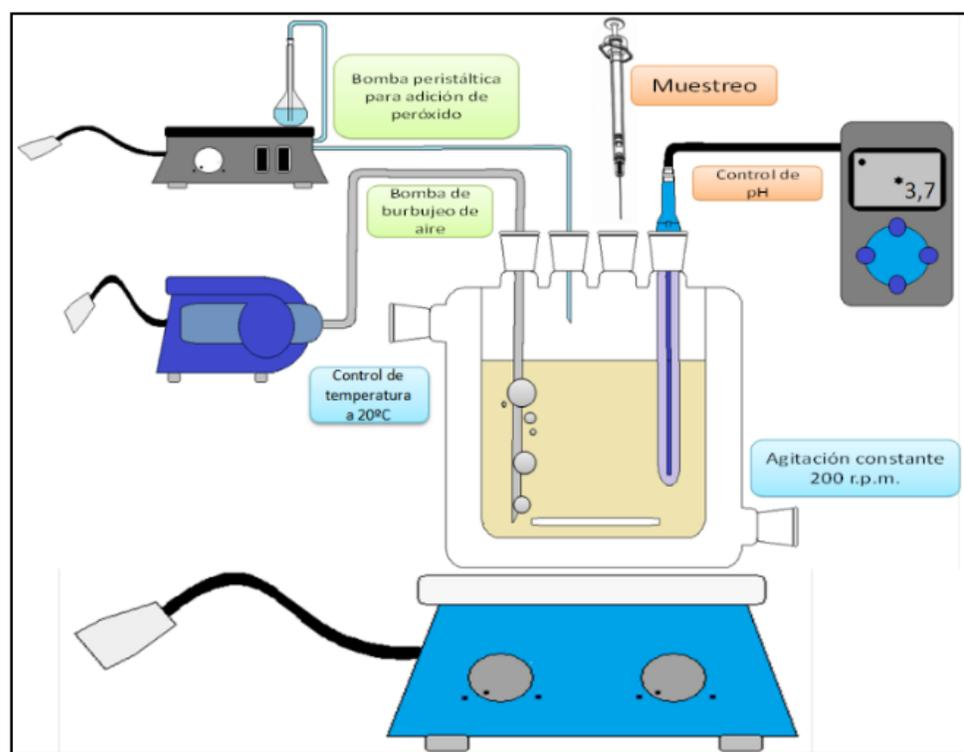 Bomba peristáltica
para adición de
peróxido
Muestreo
Control de
pH
3,7
Bomba de
burbujeo de
aire
Control de
temperatura
a 20ºC
Agitación constante
200 r.p.m.